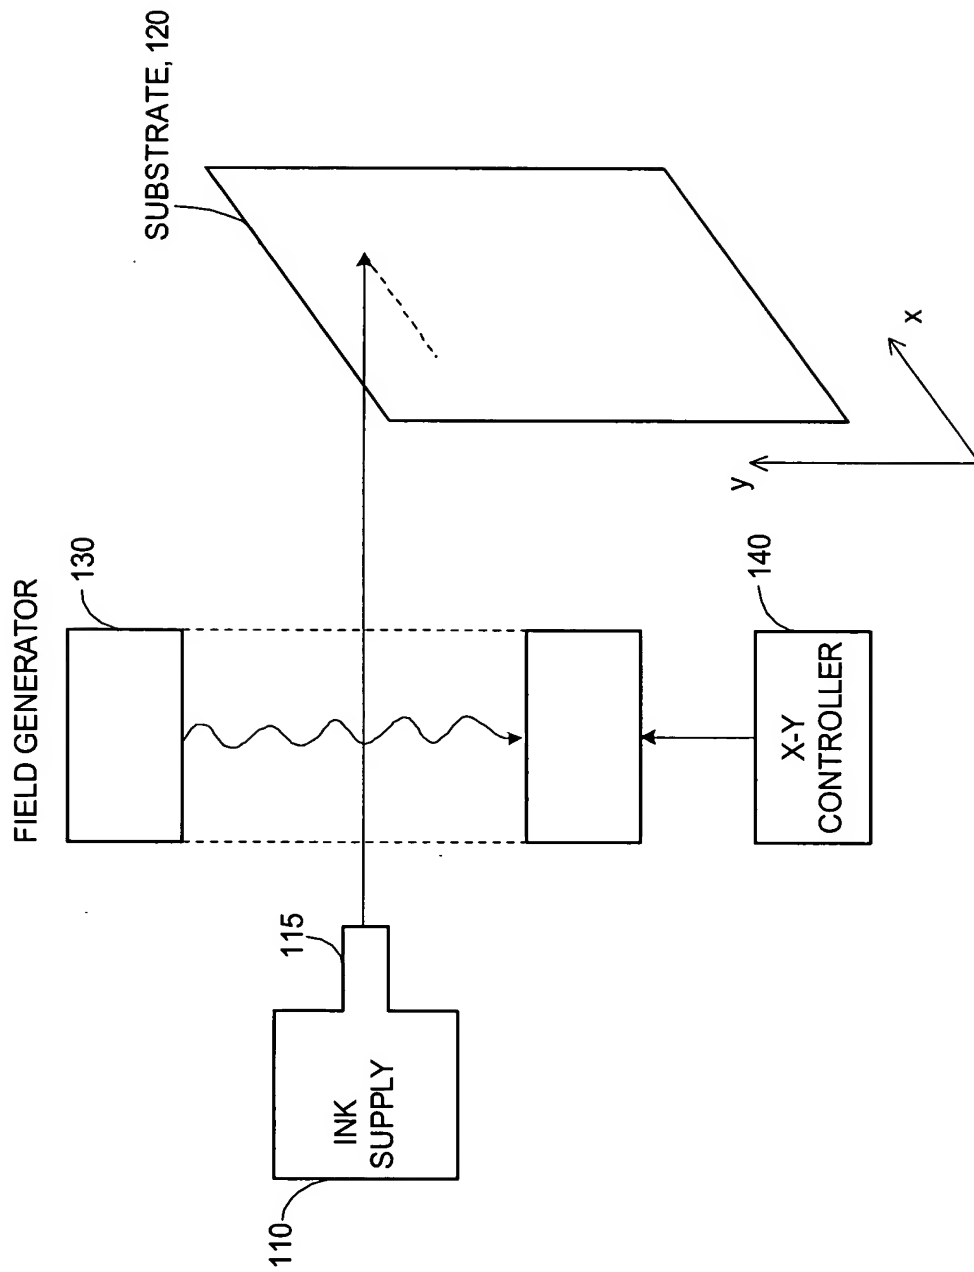 FIELD GENERATOR
130
SUBSTRATE, 120
115
INK
SUPPLY
110
X-Y
CONTROLLER
140
y
x